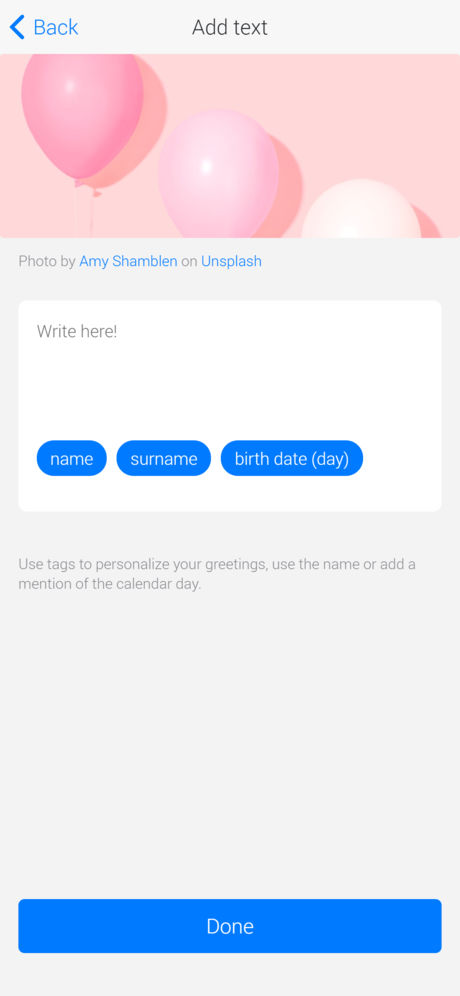 Back
Add text
Photo by Amy Shamblen on Unsplash
Write here!
name
surname
birth date (day)
Use tags to personalize your greetings, use the name or add a
mention of the calendar day.
Done